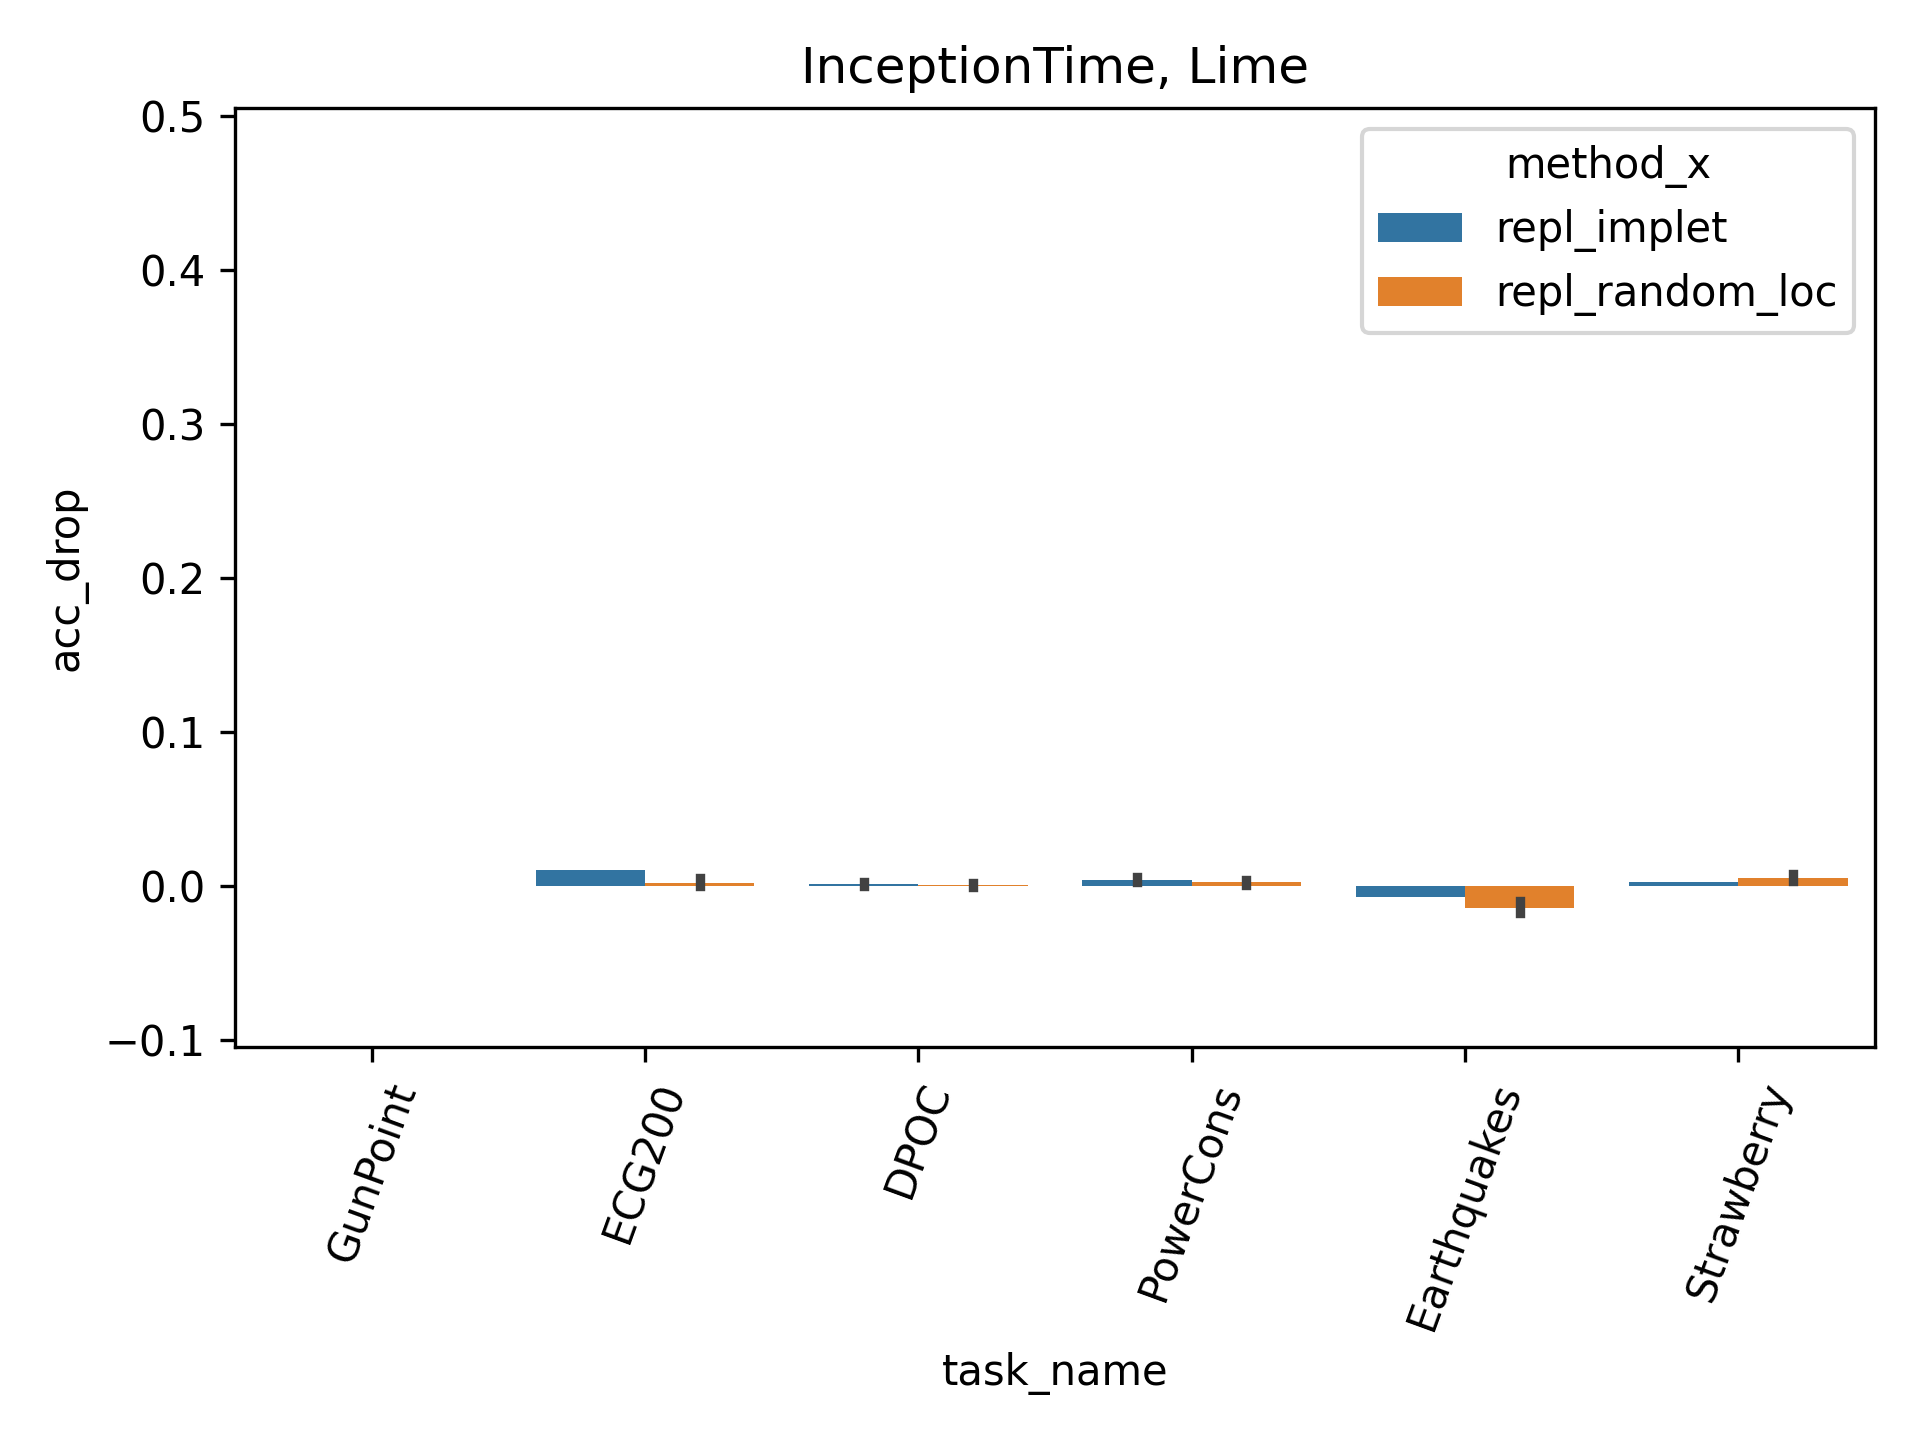 InceptionTime, Lime
0.5
0.4
0.3
0.2
0.1
0.0
−0.1
acc_drop
method_x
repl_implet
repl_random_loc
GunPoint
ECG200
DPOC
PowerCons
Earthquakes
Strawberry
task_name